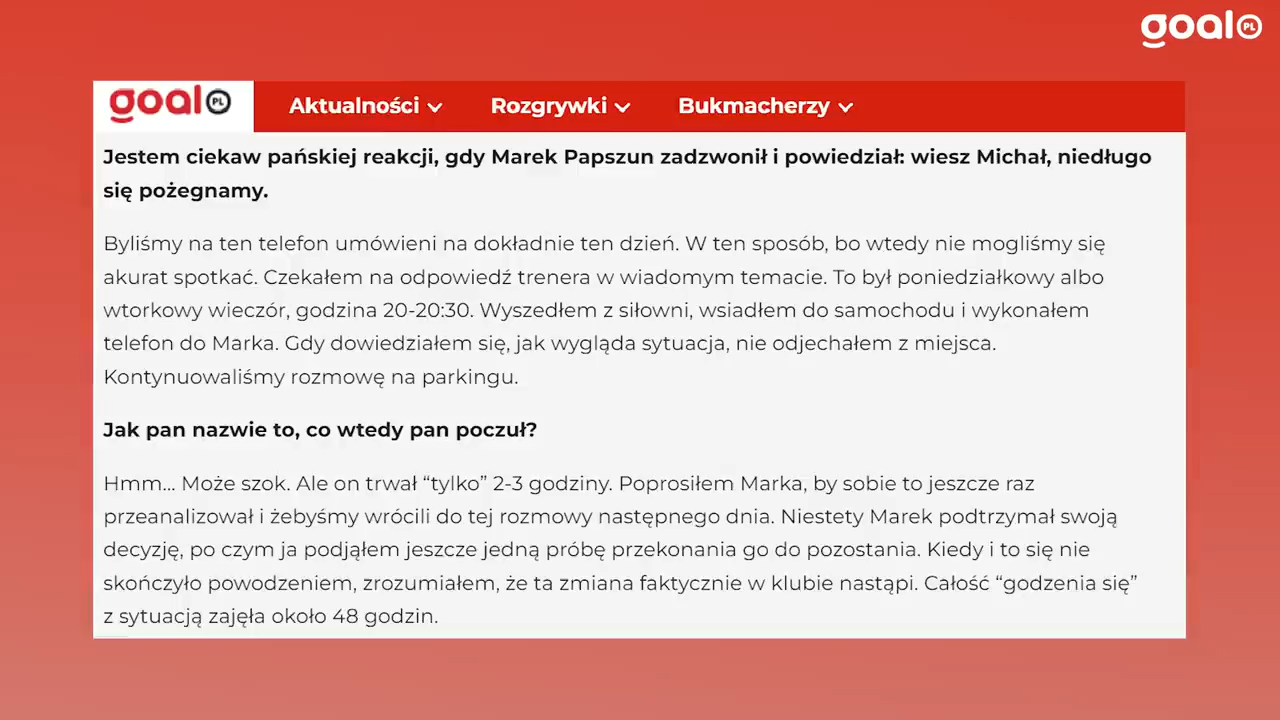 goal PL
goal PL
Aktualności Rozgrywki Bukmacherzy
Jestem ciekaw pańskiej reakcji, gdy Marek Papszun zadzwonił i powiedział: wiesz Michał, niedługo
się pożegnamy.
Byliśmy na ten telefon umówieni na dokładnie ten dzień. W ten sposób, bo wtedy nie mogliśmy się
akurat spotkać. Czekałem na odpowiedź trenera w wiadomym temacie. To był poniedziałkowy albo
wtorkowy wieczór, godzina 20-20:30. Wyszedłem z siłowni, wsiadłem do samochodu i wykonałem
telefon do Marka. Gdy dowiedziałem się, jak wygląda sytuacja, nie odjechałem z miejsca.
Kontynuowaliśmy rozmowę na parkingu.
Jak pan nazwie to, co wtedy pan poczuł?
Hmm... Może szok. Ale on trwał “tylko” 2-3 godziny. Poprosiłem Marka, by sobie to jeszcze raz
przeanalizował i żebyśmy wrócili do tej rozmowy następnego dnia. Niestety Marek podtrzymał swoją
decyzję, po czym ja podjąłem jeszcze jedną próbę przekonania go do pozostania. Kiedy i to się nie
skończyło powodzeniem, zrozumiałem, że ta zmiana faktycznie w klubie nastąpi. Całość “godzenia się”
z sytuacją zajęła około 48 godzin.